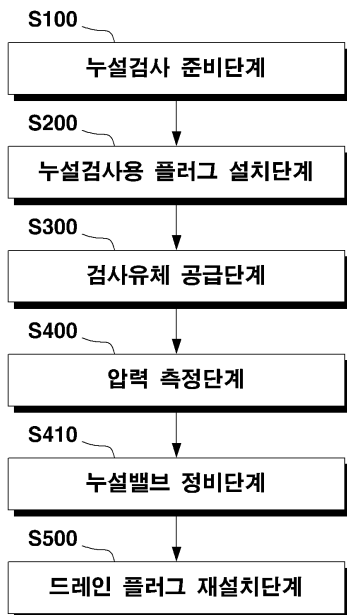 S100
누설검사 준비단계
S200
누설검사용 플러그 설치단계
S300
검사유체 공급단계
S400
압력 측정단계
S410
누설밸브 정비단계
S500
드레인 플러그 재설치단계